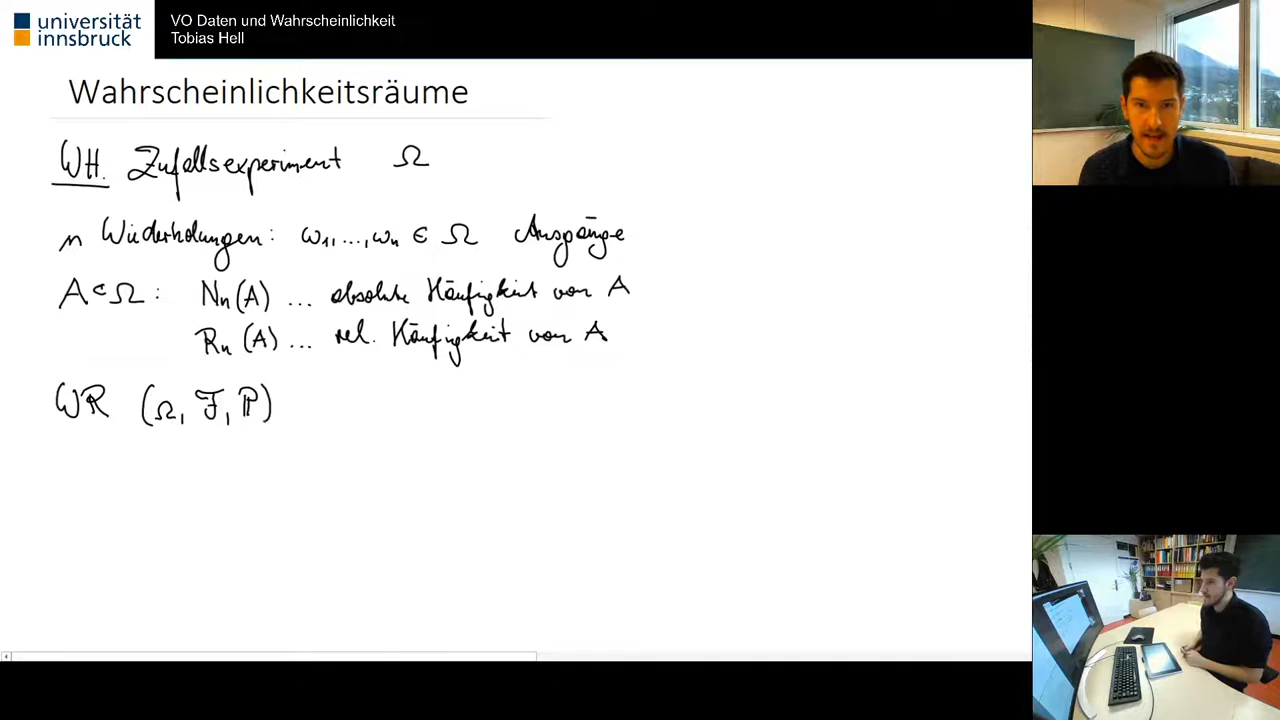 universität
innsbruck
VO Daten und Wahrscheinlichkeit
Tobias Hell
Wahrscheinlichkeitsräume
WH. Zufallsexperiment Ω
n Wiederholungen: ω₁,...,ωₙ ∈ Ω Ausgänge
A ⊂ Ω: Nₙ(A) ... absolute Häufigkeit von A
Rₙ(A) ... rel. Häufigkeit von A
WR (Ω, ℱ, ℙ)